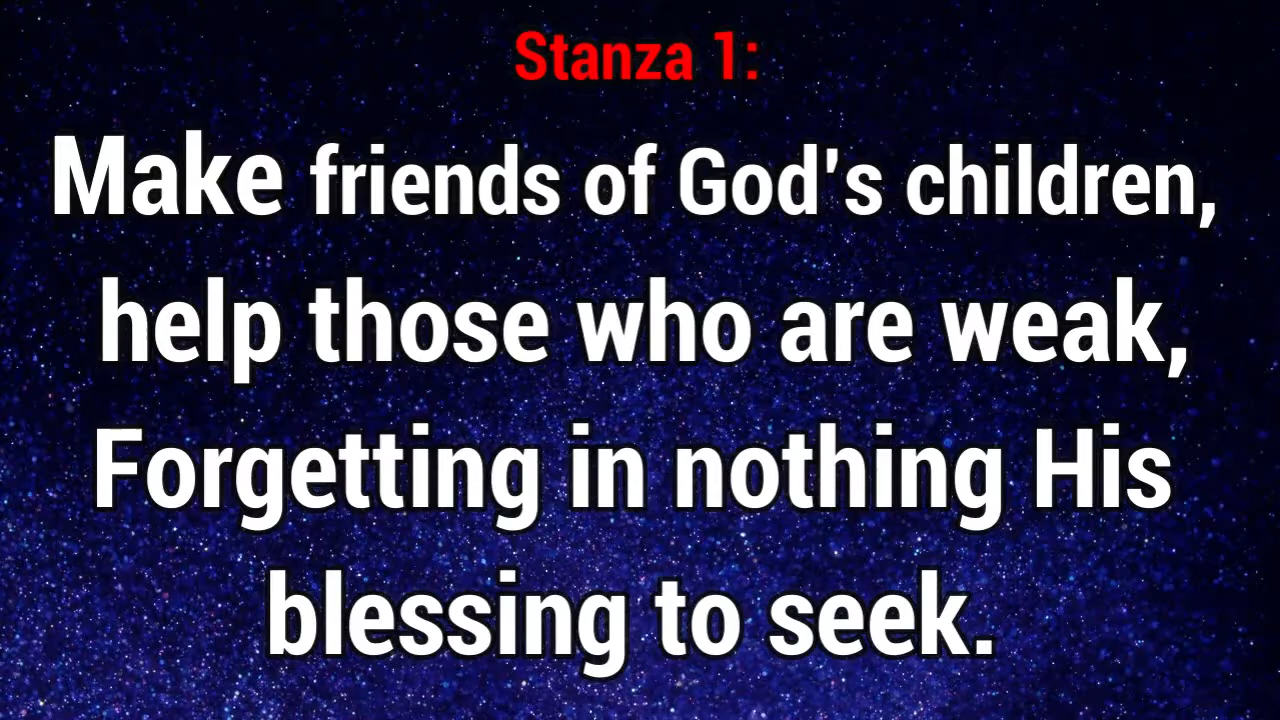 Stanza 1:
Make friends of God's children,
help those who are weak,
Forgetting in nothing His
blessing to seek.